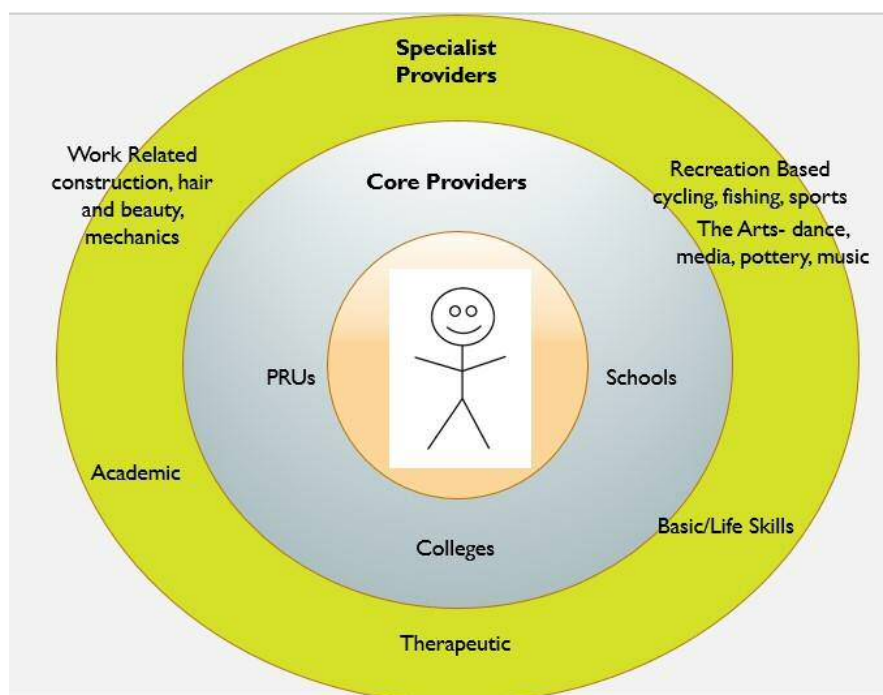 Specialist
Providers
Work Related
construction, hair
and beauty,
mechanics
Core Providers
Recreation Based
cycling, fishing, sports
The Arts- dance,
media, pottery, music
PRUs
Schools
Academic
Basic/Life Skills
Colleges
Therapeutic